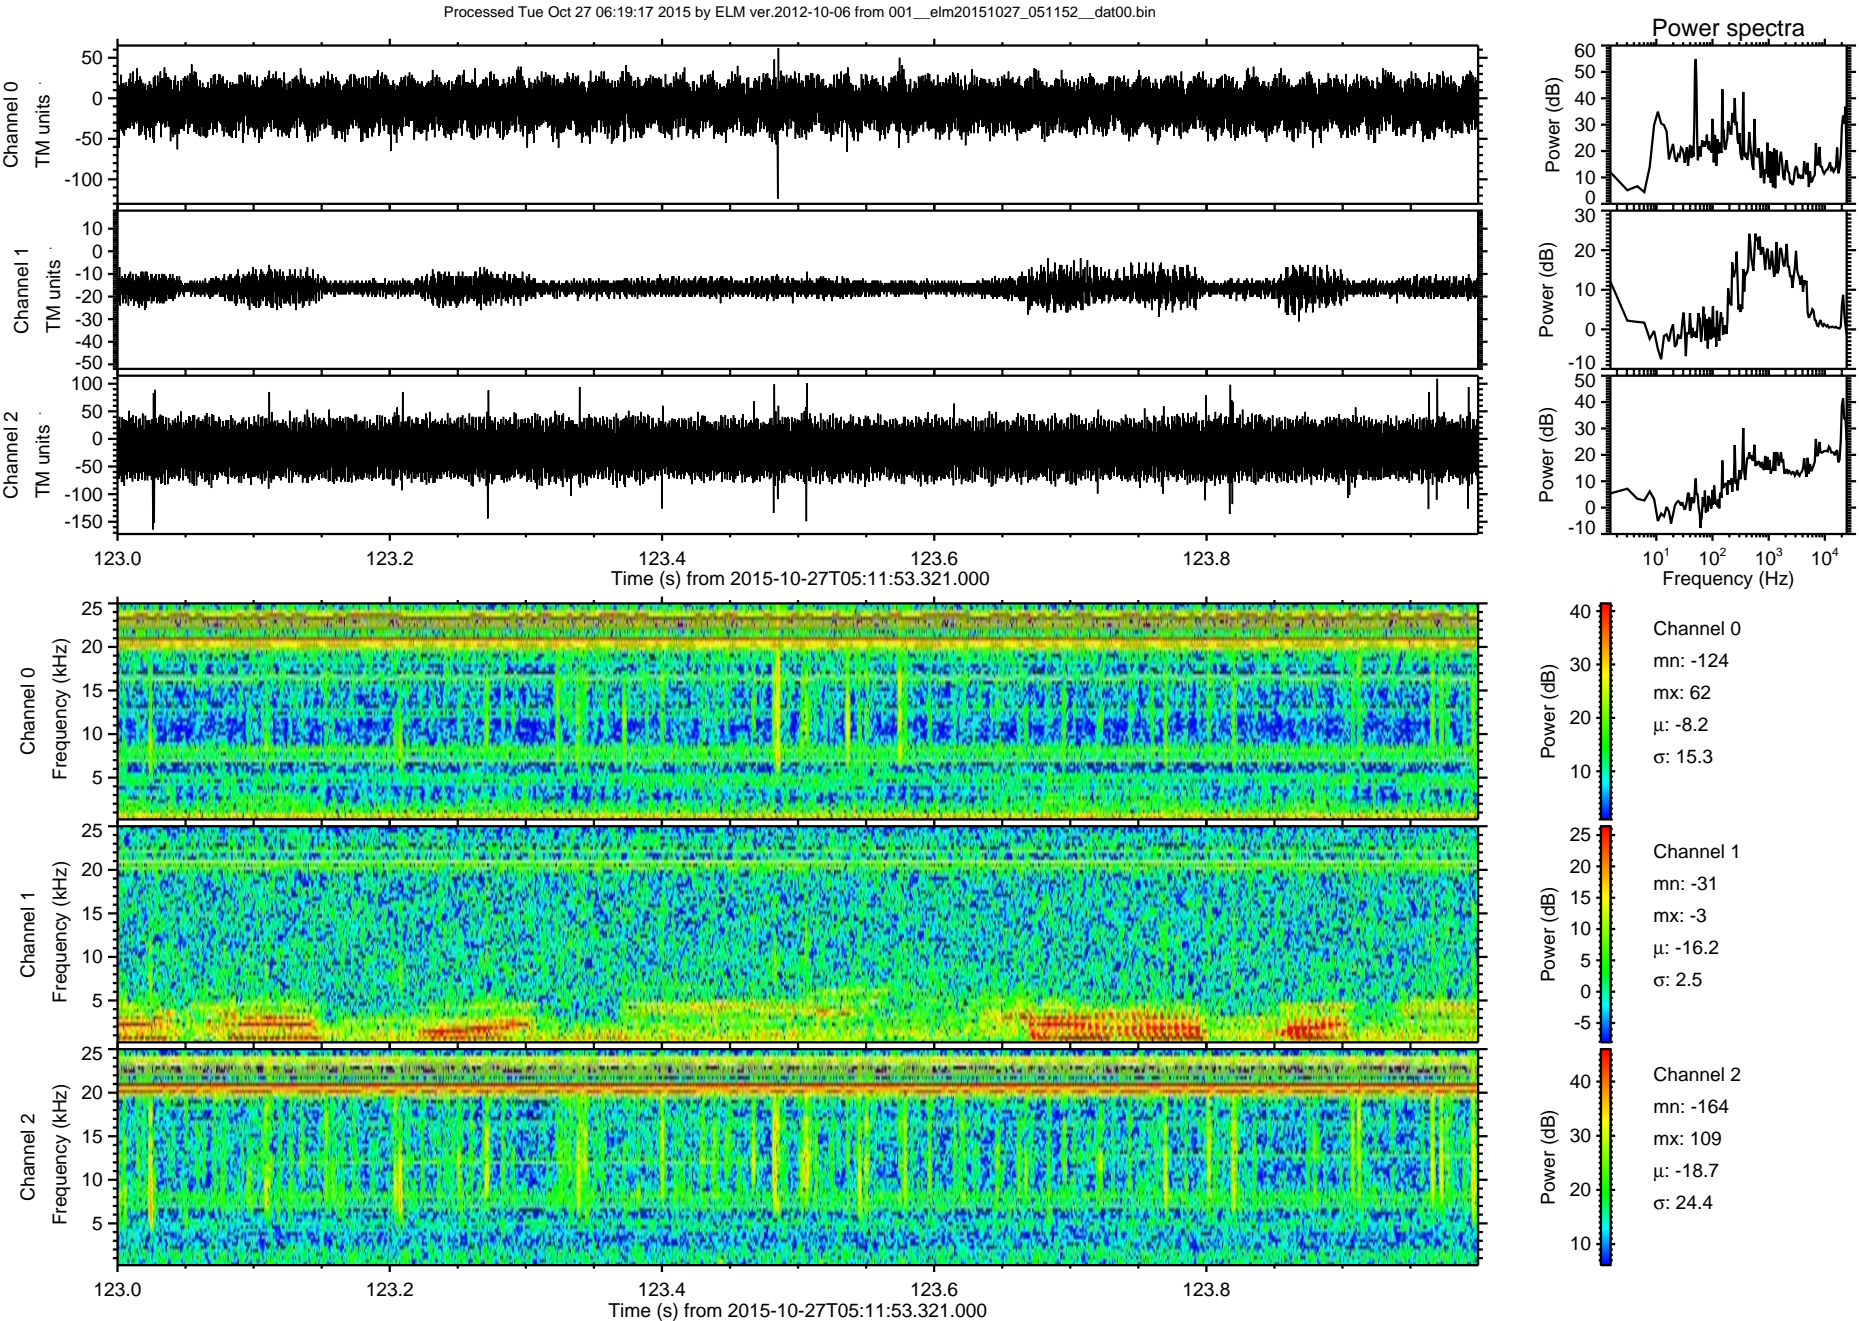 Processed Tue Oct 27 06:19:17 2015 by ELM ver.2012-10-06 from 001__elm20151027_051152__dat00.bin
Power spectra
Channel 0
TM units
50
0
-50
-100
Power (dB)
60
50
40
30
20
10
0
Channel 1
TM units
10
0
-10
-20
-30
-40
-50
Power (dB)
30
20
10
0
-10
Channel 2
TM units
100
50
0
-50
-100
-150
Power (dB)
50
40
30
20
10
0
-10
123.0 123.2 123.4 123.6 123.8
Time (s) from 2015-10-27T05:11:53.321.000
10^1 10^2 10^3 10^4
Frequency (Hz)
Channel 0
Frequency (kHz)
25
20
15
10
5
Power (dB)
40
30
20
10
Channel 0
mn: -124
mx: 62
μ: -8.2
σ: 15.3
Channel 1
Frequency (kHz)
25
20
15
10
5
Power (dB)
25
20
15
10
5
0
-5
Channel 1
mn: -31
mx: -3
μ: -16.2
σ: 2.5
Channel 2
Frequency (kHz)
25
20
15
10
5
Power (dB)
40
30
20
10
Channel 2
mn: -164
mx: 109
μ: -18.7
σ: 24.4
123.0 123.2 123.4 123.6 123.8
Time (s) from 2015-10-27T05:11:53.321.000